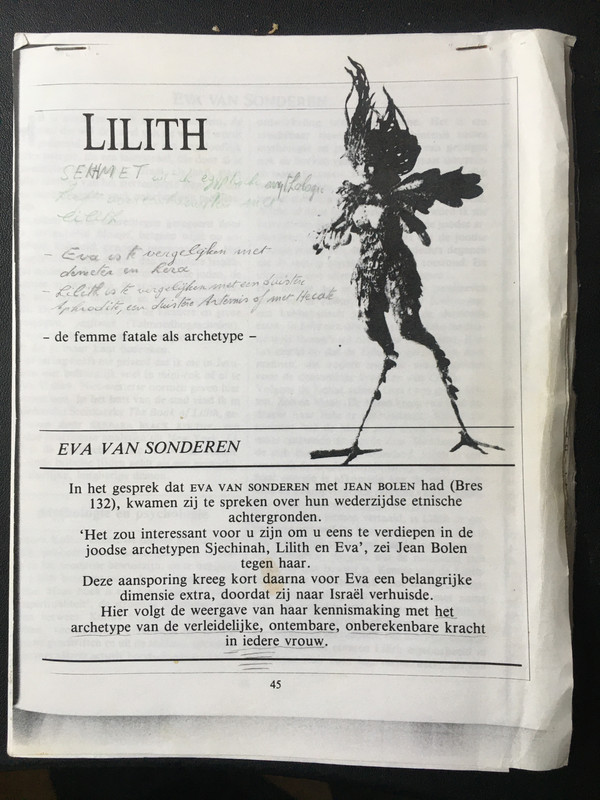 LILITH
SEHMET uit de egyptische mythologie
lilith
- Eva is te vergelijken met
demeter en hera
- Lilith is te vergelijken met een duistere
Aphrodite, een duistere Artemis of met Hecate
– de femme fatale als archetype –
EVA VAN SONDEREN
In het gesprek dat EVA VAN SONDEREN met JEAN BOLEN had (Bres
132), kwamen zij te spreken over hun wederzijdse etnische
achtergronden.
‘Het zou interessant voor u zijn om u eens te verdiepen in de
joodse archetypen Sjechinah, Lilith en Eva’, zei Jean Bolen
tegen haar.
Deze aansporing kreeg kort daarna voor Eva een belangrijke
dimensie extra, doordat zij naar Israël verhuisde.
Hier volgt de weergave van haar kennismaking met het
archetype van de verleidelijke, ontembare, onberekenbare kracht
in iedere vrouw.
45